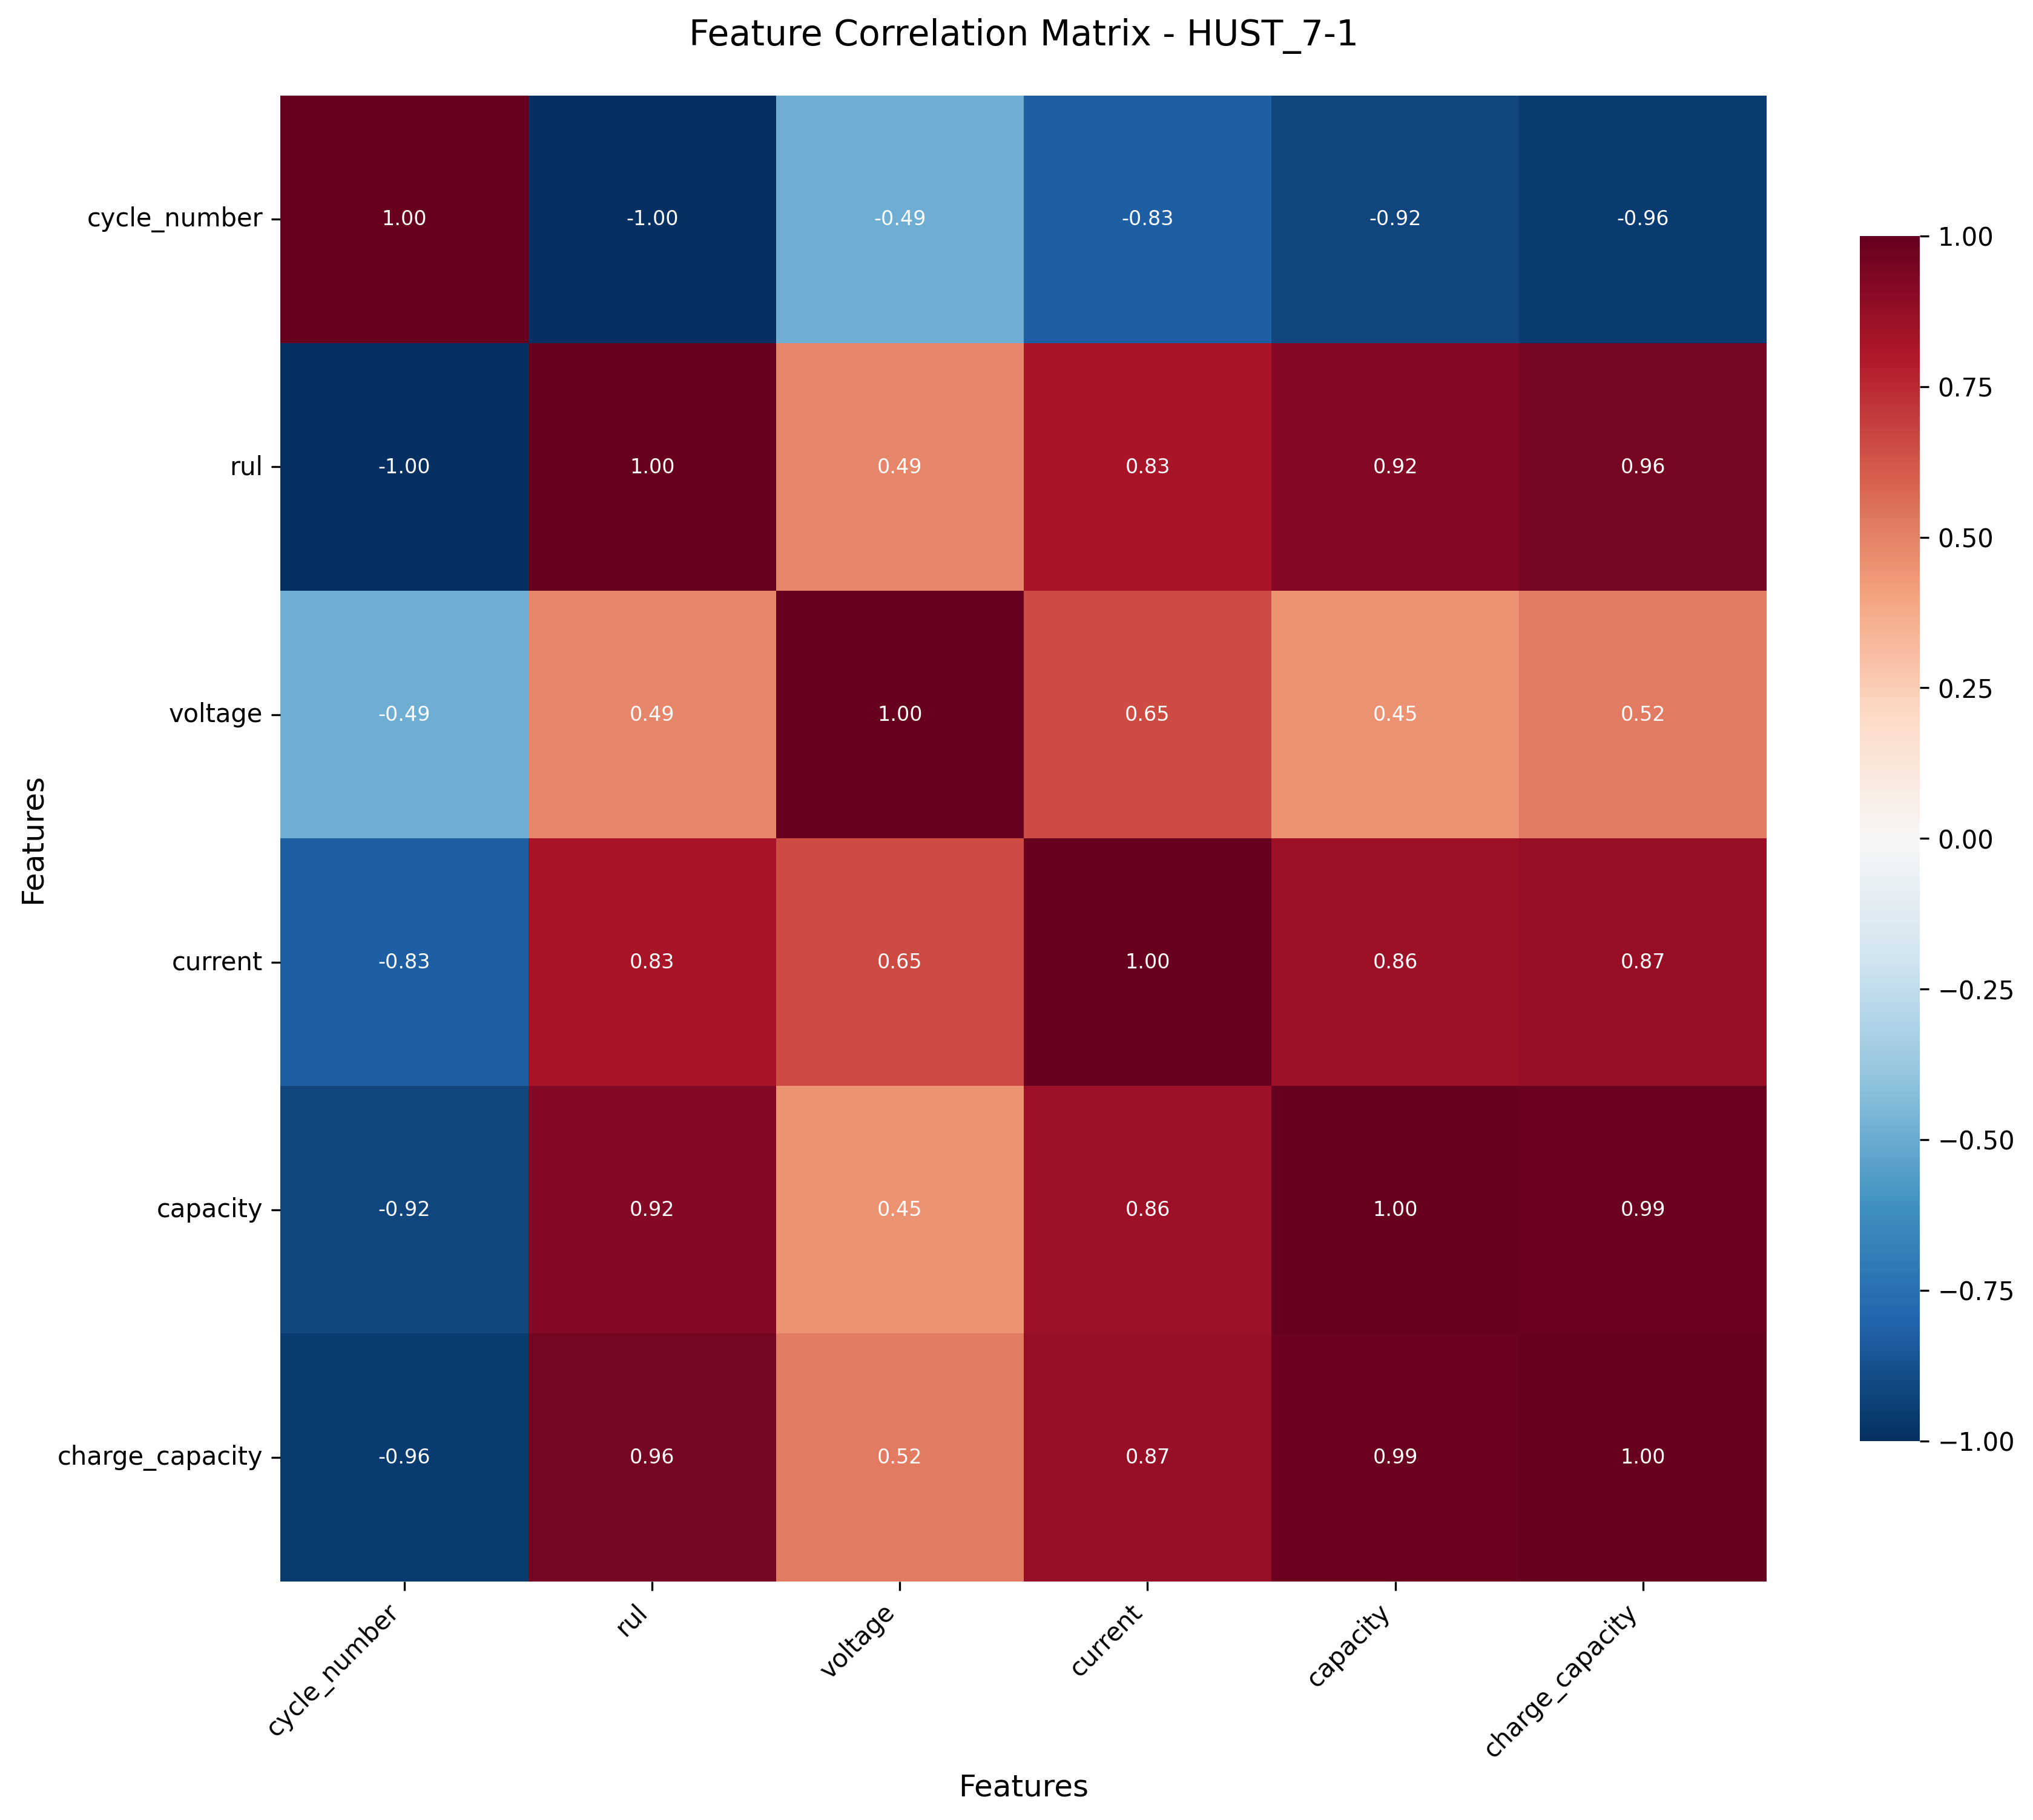 Feature Correlation Matrix - HUST_7-1
cycle_number 1.00 -1.00 -0.49 -0.83 -0.92 -0.96
rul -1.00 1.00 0.49 0.83 0.92 0.96
voltage -0.49 0.49 1.00 0.65 0.45 0.52
current -0.83 0.83 0.65 1.00 0.86 0.87
capacity -0.92 0.92 0.45 0.86 1.00 0.99
charge_capacity -0.96 0.96 0.52 0.87 0.99 1.00
Features
cycle_number rul voltage current capacity charge_capacity
Features
1.00
0.75
0.50
0.25
0.00
−0.25
−0.50
−0.75
−1.00